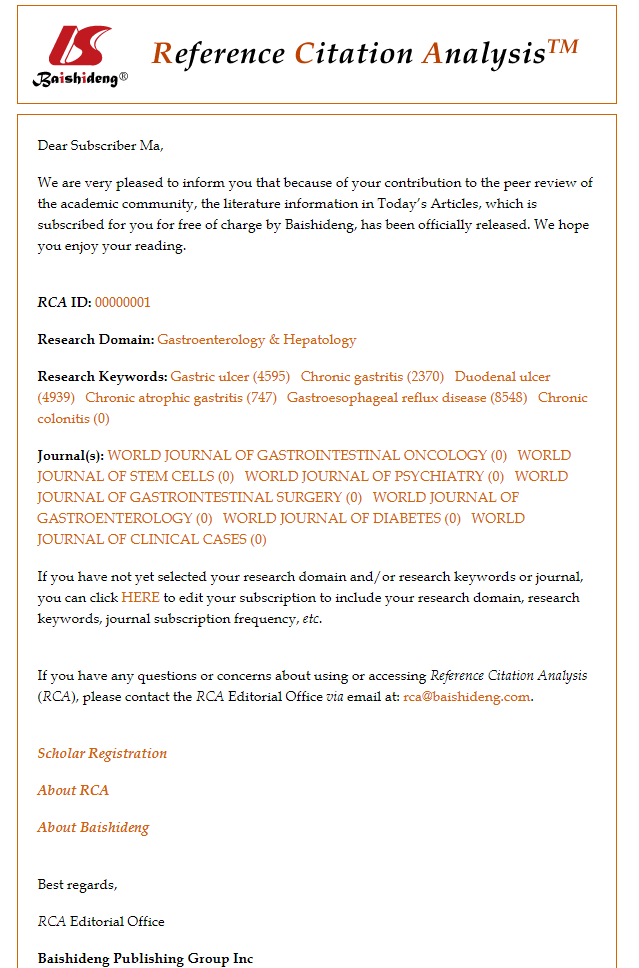 Baishideng®
Reference Citation Analysis™
Dear Subscriber Ma,
We are very pleased to inform you that because of your contribution to the peer review of
the academic community, the literature information in Today's Articles, which is
subscribed for you for free of charge by Baishideng, has been officially released. We hope
you enjoy your reading.
RCA ID: 00000001
Research Domain: Gastroenterology & Hepatology
Research Keywords: Gastric ulcer (4595) Chronic gastritis (2370) Duodenal ulcer
(4939) Chronic atrophic gastritis (747) Gastroesophageal reflux disease (8548) Chronic
colonitis (0)
Journal(s): WORLD JOURNAL OF GASTROINTESTINAL ONCOLOGY (0) WORLD
JOURNAL OF STEM CELLS (0) WORLD JOURNAL OF PSYCHIATRY (0) WORLD
JOURNAL OF GASTROINTESTINAL SURGERY (0) WORLD JOURNAL OF
GASTROENTEROLOGY (0) WORLD JOURNAL OF DIABETES (0) WORLD
JOURNAL OF CLINICAL CASES (0)
If you have not yet selected your research domain and/or research keywords or journal,
you can click HERE to edit your subscription to include your research domain, research
keywords, journal subscription frequency, etc.
If you have any questions or concerns about using or accessing Reference Citation Analysis
(RCA), please contact the RCA Editorial Office via email at: rca@baishideng.com.
Scholar Registration
About RCA
About Baishideng
Best regards,
RCA Editorial Office
Baishideng Publishing Group Inc